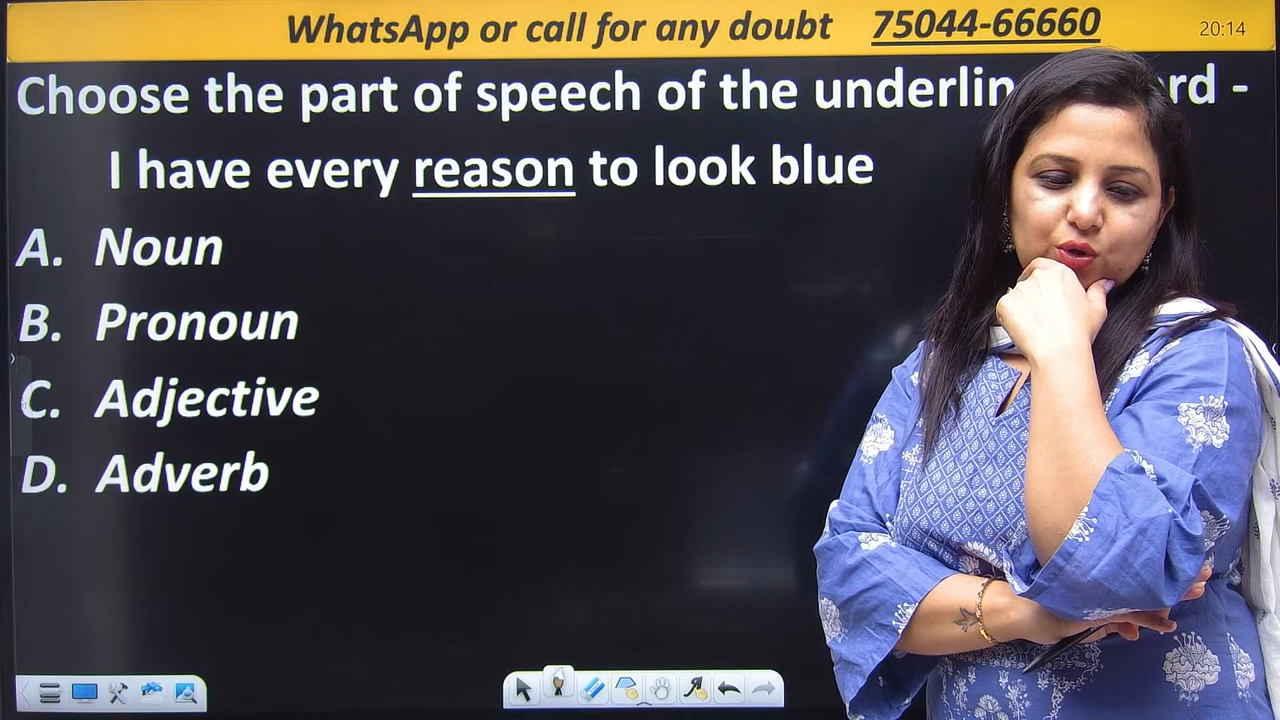 WhatsApp or call for any doubt 75044-66660 20:14
Choose the part of speech of the -
I have every reason to look blue
A. Noun
B. Pronoun
C. Adjective
D. Adverb